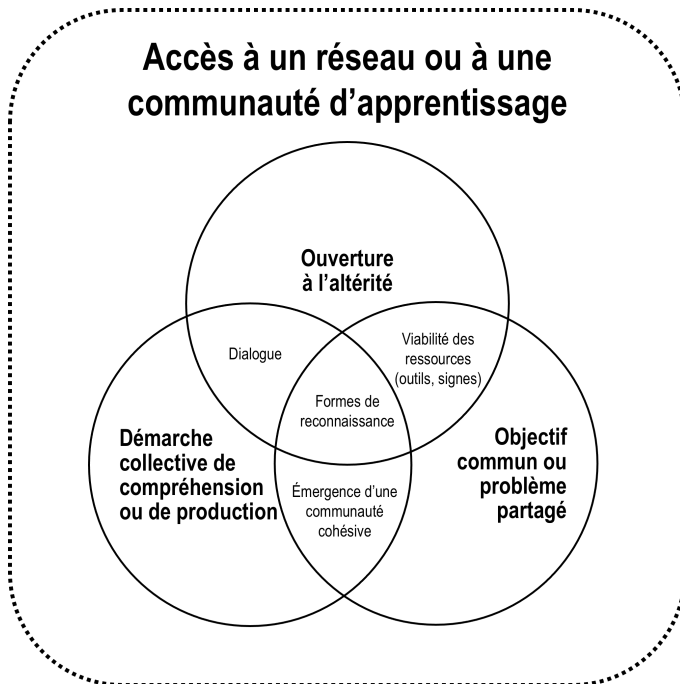 Accès à un réseau ou à une
communauté d’apprentissage
Ouverture
à l’altérité
Dialogue
Viabilité des
ressources
(outils, signes)
Formes de
reconnaissance
Démarche
collective de
compréhension
ou de production
Objectif
commun ou
problème
partagé
Émergence d’une
communauté
cohésive